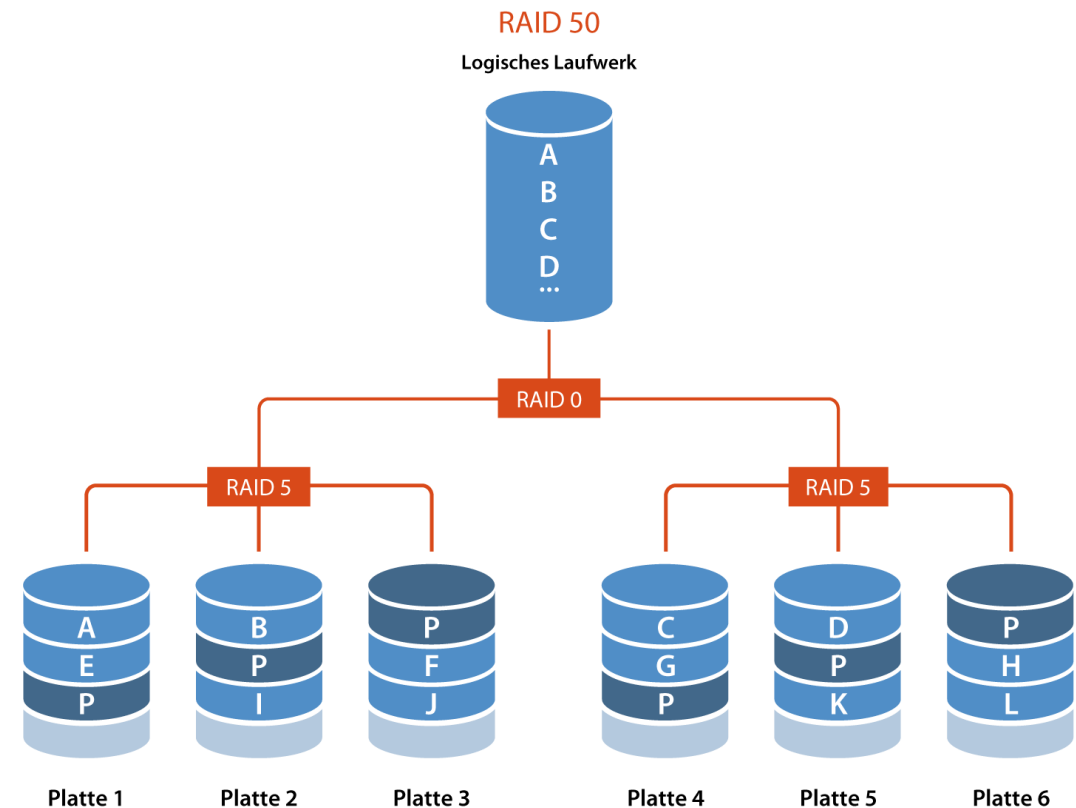 RAID 50
Logisches Laufwerk
A
B
C
D
...
RAID 0
RAID 5 RAID 5
A B P C D P
E P F G P H
P I J P K L
Platte 1 Platte 2 Platte 3 Platte 4 Platte 5 Platte 6